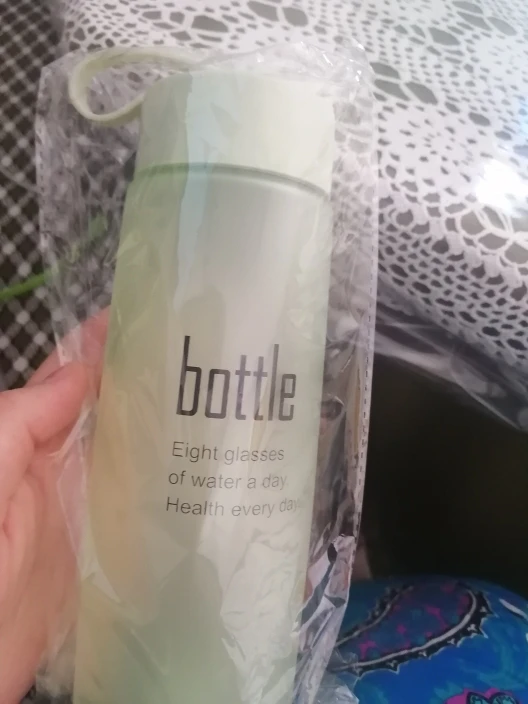 bottle
Eight glasses
of water a day.
Health every day.